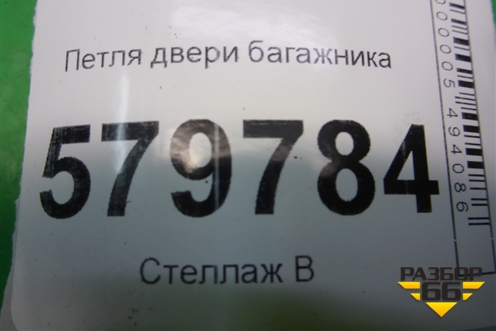 Петля двери багажника
579784
Стеллаж В
РАЗБОР
66